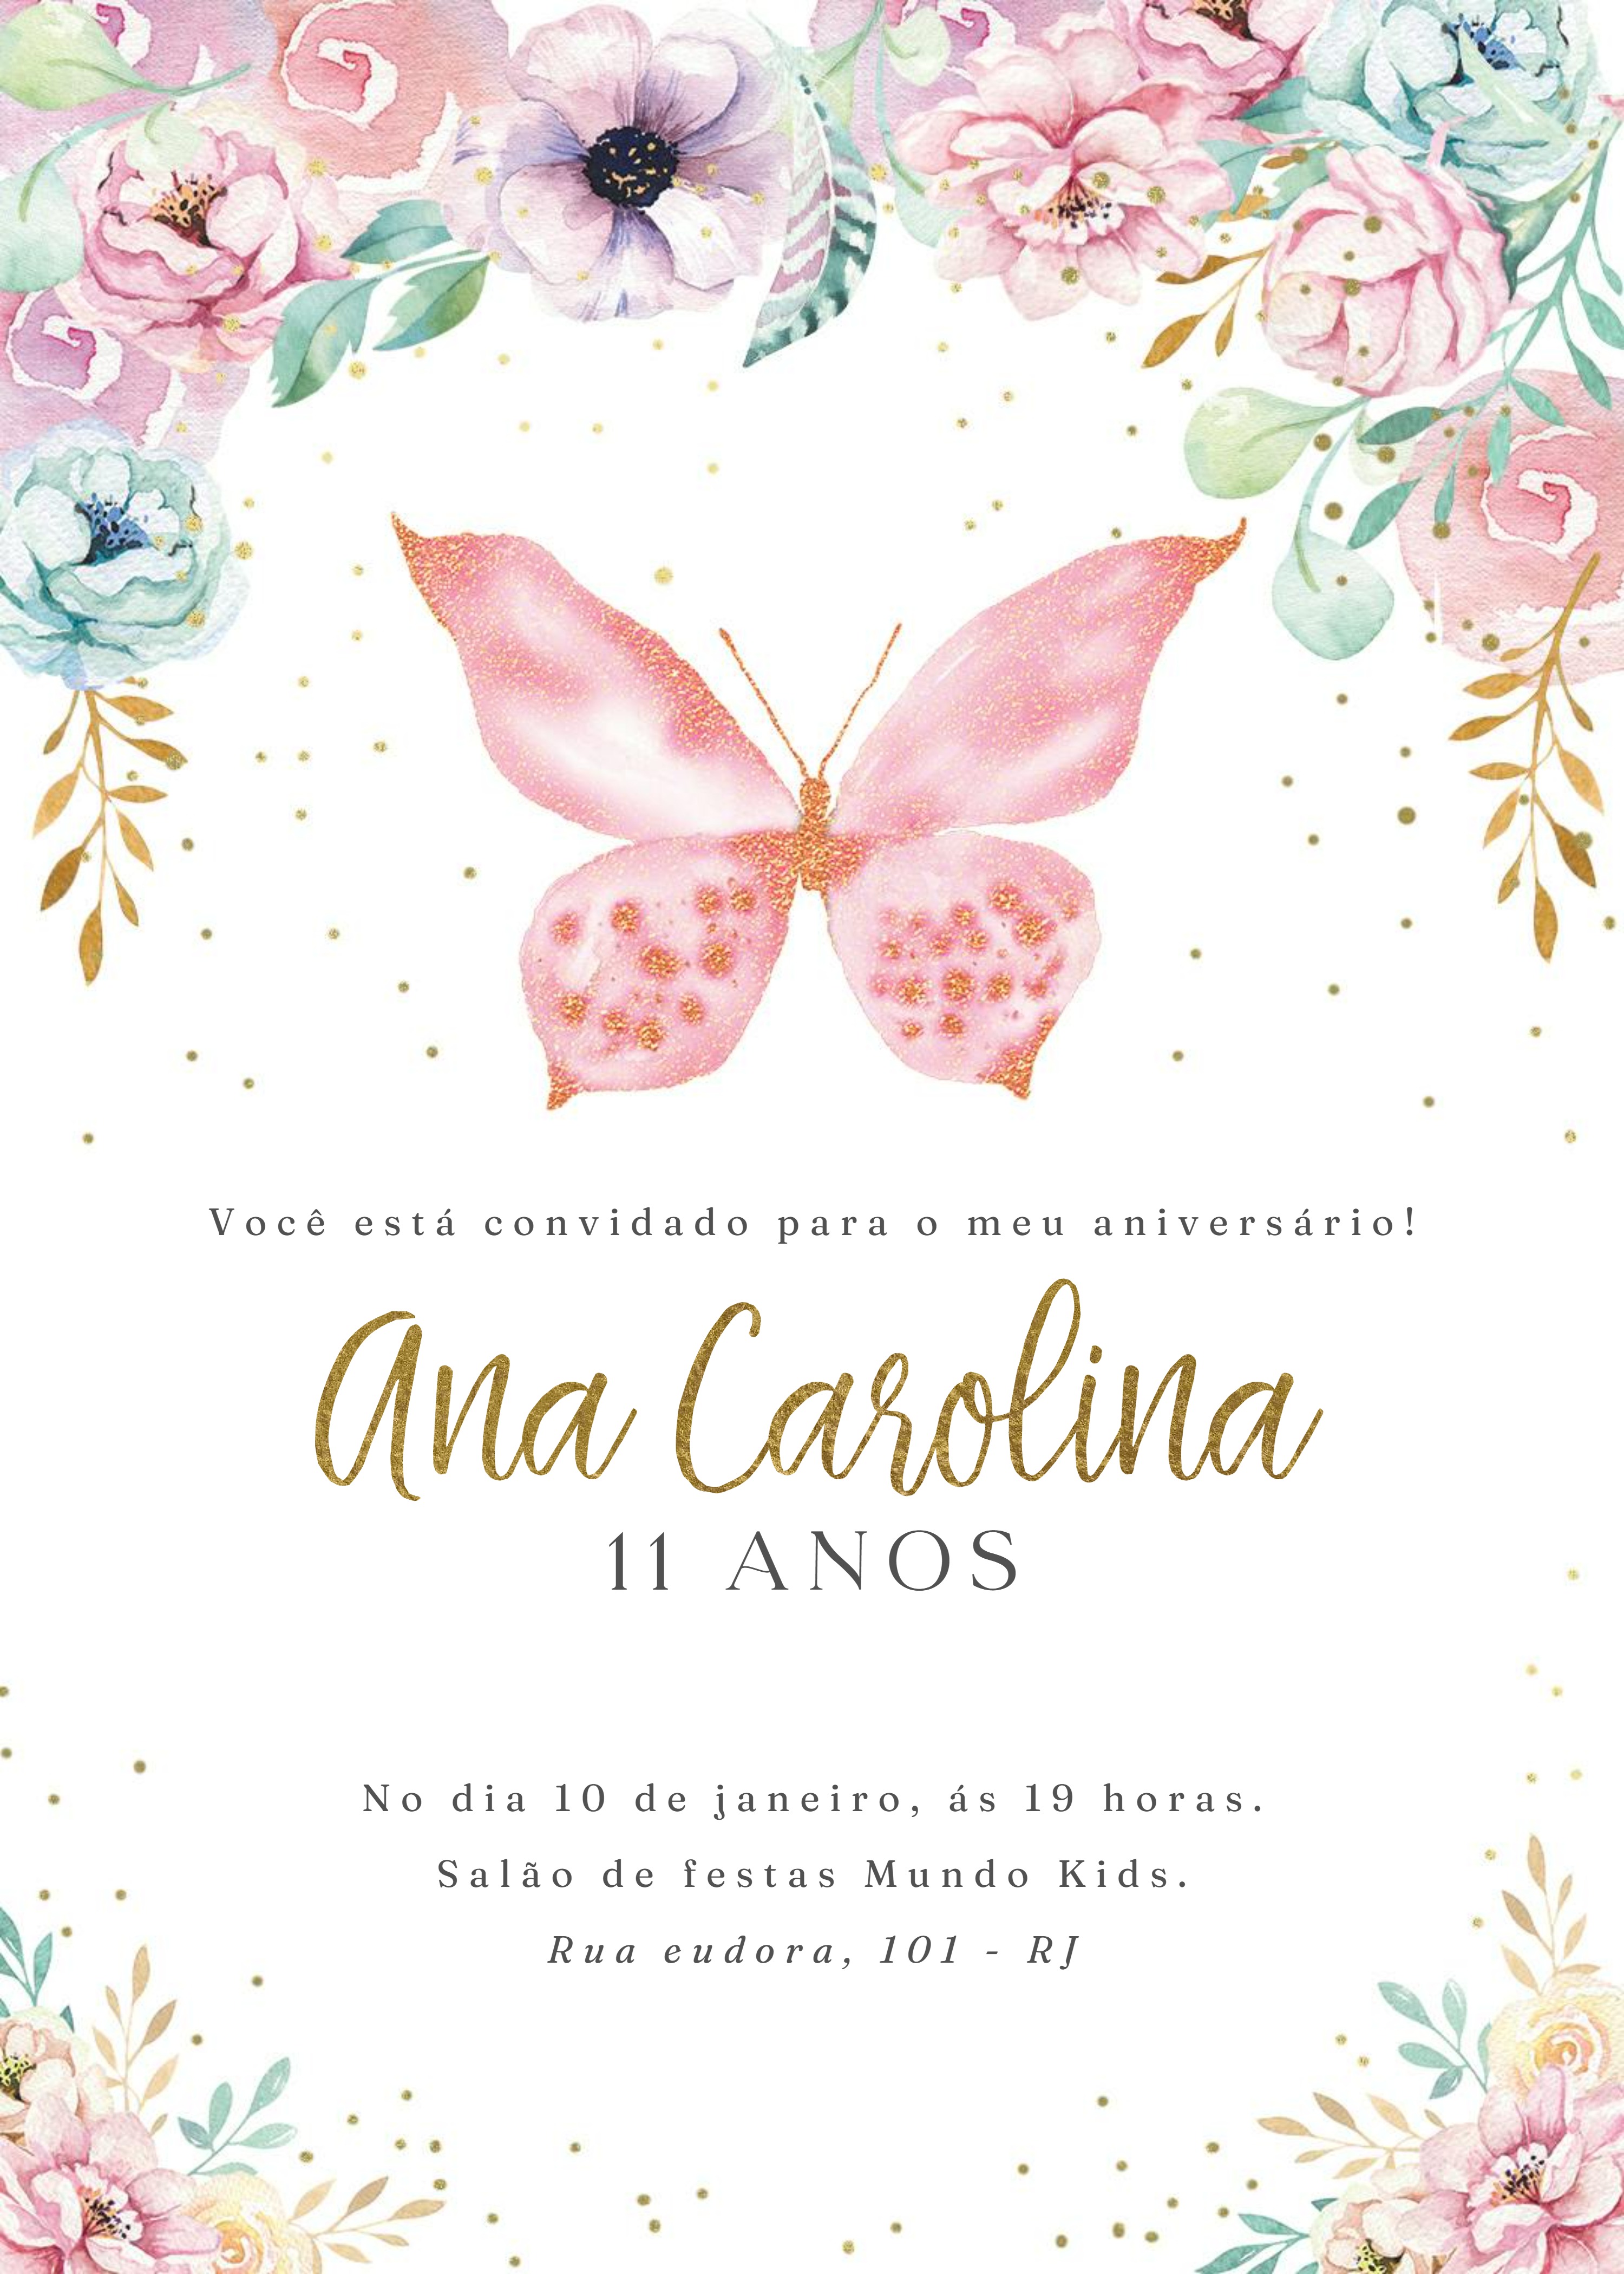 Você está convidado para o meu aniversário!
Ana Carolina
11 ANOS
No dia 10 de janeiro, ás 19 horas.
Salão de festas Mundo Kids.
Rua eudora, 101 - RJ